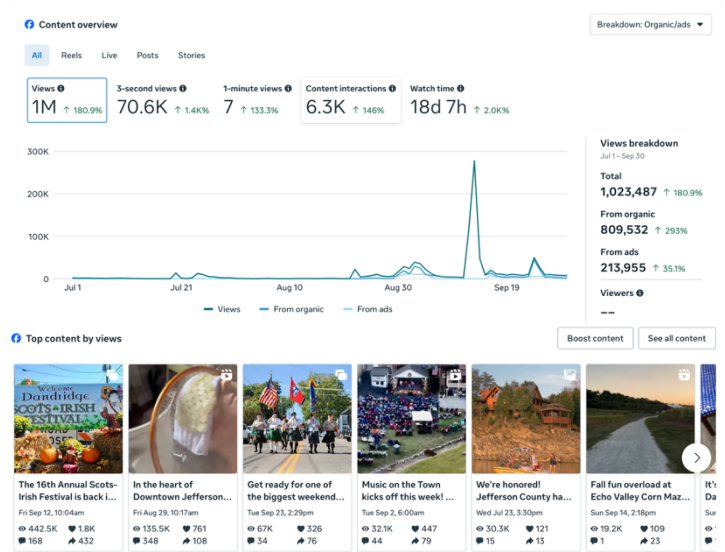 Content overview
Breakdown: Organic/ads
All Reels Live Posts Stories
Views 3-second views 1-minute views Content interactions Watch time
1M ↑ 180.9% 70.6K ↑ 1.4K% 7 ↑ 133.3% 6.3K ↑ 146% 18d 7h ↑ 2.0K%
300K
200K
100K
0
Jul 1 Jul 21 Aug 10 Aug 30 Sep 19
Views From organic From ads
Views breakdown
Jul 1 – Sep 30
Total
1,023,487 ↑ 180.9%
From organic
809,532 ↑ 293%
From ads
213,955 ↑ 35.1%
Viewers
--
Top content by views
Boost content See all content
Welcome
Dandridge
SCOTS-IRISH
FESTIVAL
ROAD
The 16th Annual Scots-
Irish Festival is back i...
Fri Sep 12, 10:04am
442.5K 1.8K
168 432
In the heart of
Downtown Jefferson...
Fri Aug 29, 10:17am
135.5K 761
348 108
Get ready for one of
the biggest weekend...
Tue Sep 23, 2:29pm
67K 326
34 76
Music on the Town
kicks off this week! ...
Tue Sep 2, 6:00am
32.1K 447
44 79
We're honored!
Jefferson County ha...
Wed Jul 23, 3:30pm
30.3K 121
15 13
Fall fun overload at
Echo Valley Corn Maz...
Sun Sep 14, 2:18pm
19.2K 109
1 23